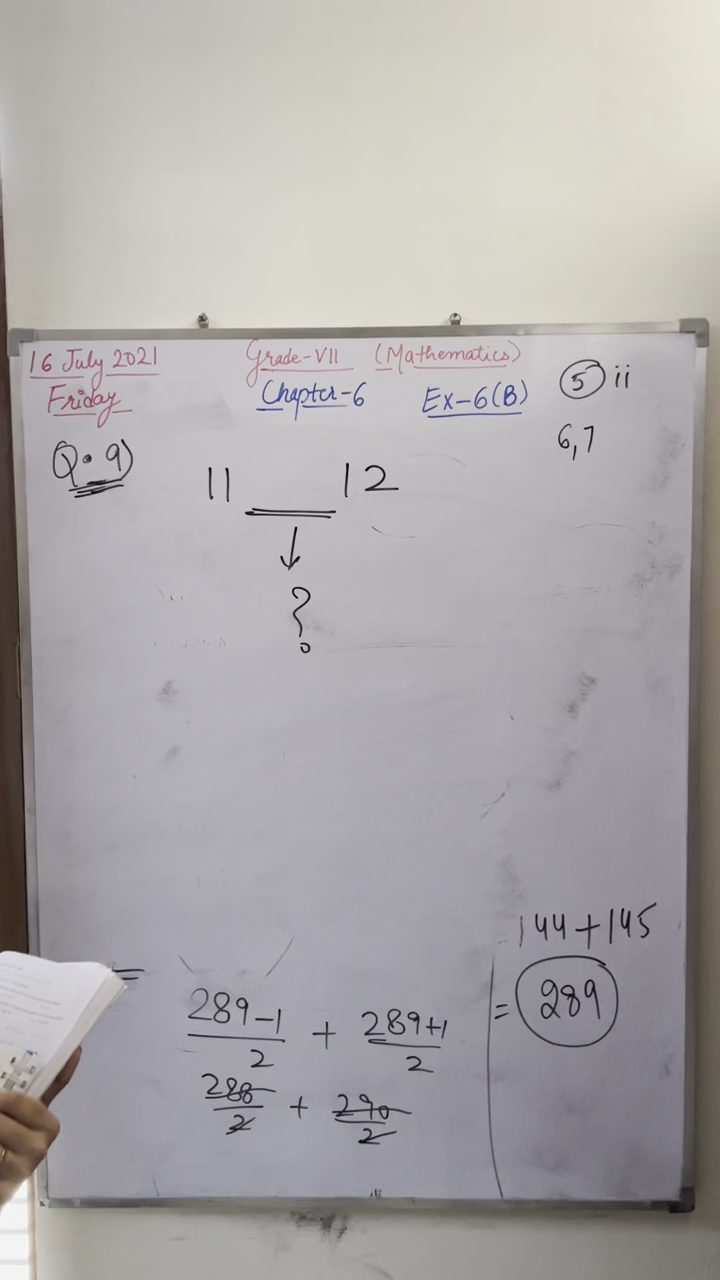 16 July 2021 Grade-VII (Mathematics)
Friday Chapter-6 Ex-6(B) 5 ii
6,7
Q. 9) 11 ___ 12
↓
?
144+145
= 289
289-1/2 + 289+1/2
288/2 + 290/2